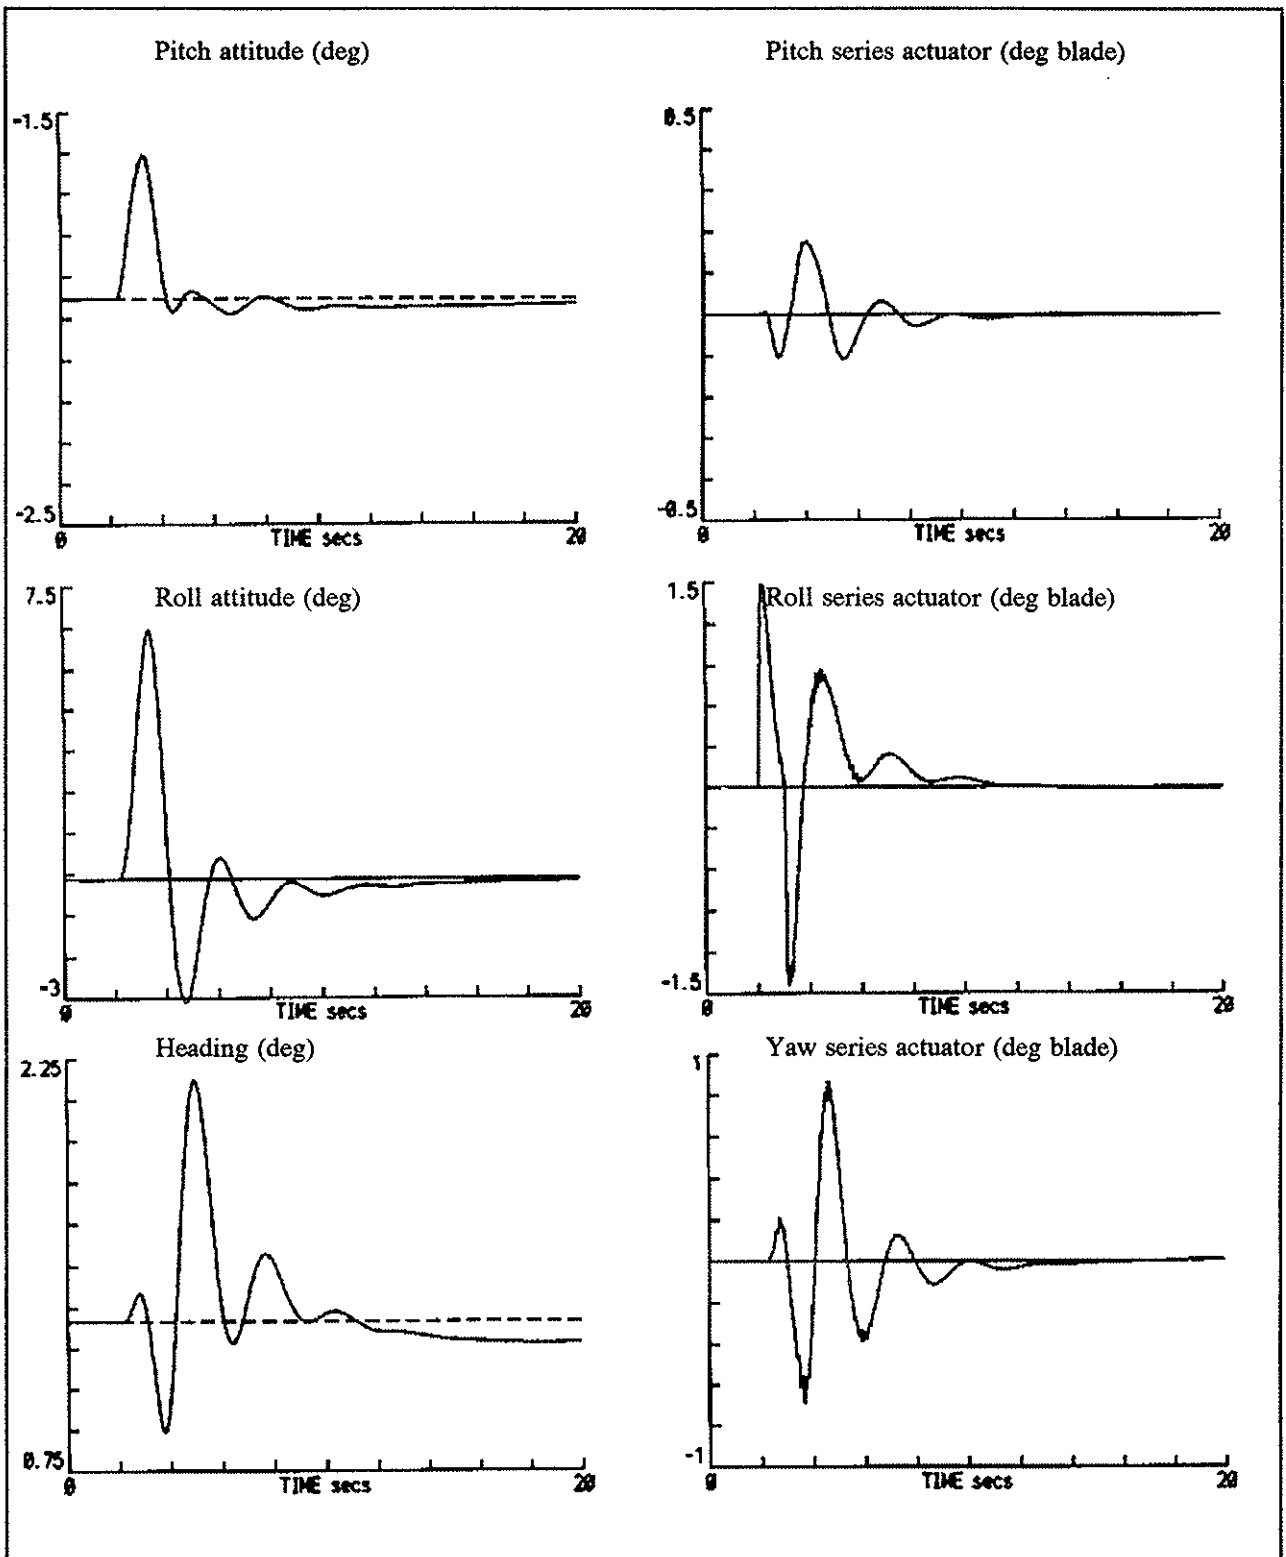 Pitch attitude (deg)
-1.5
-2.5
0
TIME secs
20
Pitch series actuator (deg blade)
0.5
-0.5
0
TIME secs
20
Roll attitude (deg)
7.5
-3
0
TIME secs
20
Roll series actuator (deg blade)
1.5
-1.5
0
TIME secs
20
Heading (deg)
2.25
0.75
0
TIME secs
20
Yaw series actuator (deg blade)
1
-1
0
TIME secs
20